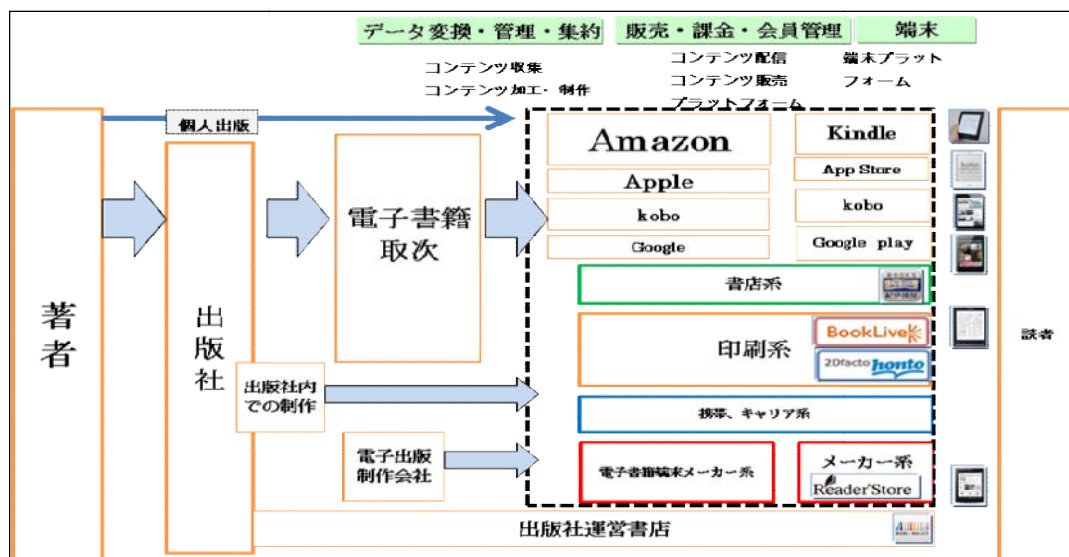 データ変換・管理・集約
販売・課金・会員管理
端末
コンテンツ収集
コンテンツ加工・制作
コンテンツ配信
コンテンツ販売
プラットフォーム
端末プラット
フォーム
個人出版
著者
出版社
電子書籍
取次
Amazon
Kindle
Apple
App Store
kobo
kobo
Google
Google play
書店系
印刷系
BookLive
2Dfacto honto
出版社内
での制作
携帯、キャリア系
電子出版
制作会社
電子書籍端末メーカー系
メーカー系
Reader Store
出版社運営書店
読者